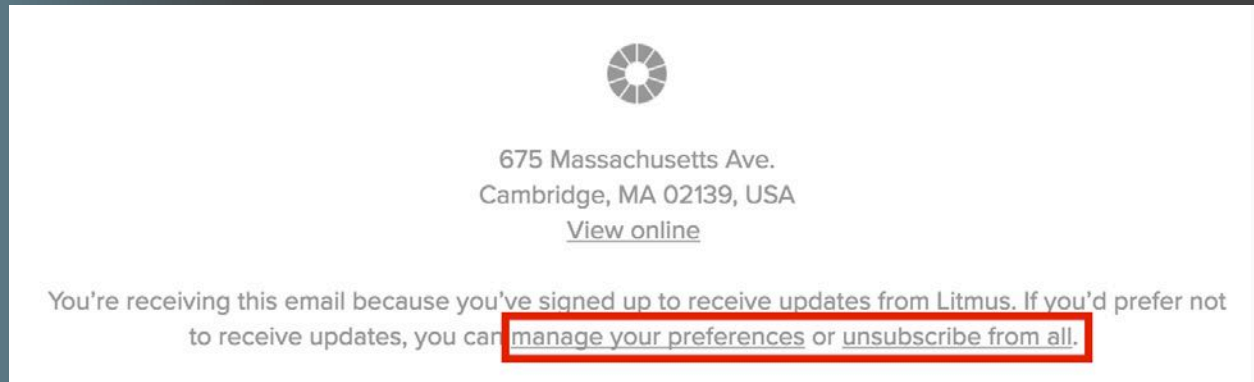 675 Massachusetts Ave.
Cambridge, MA 02139, USA
View online
You’re receiving this email because you’ve signed up to receive updates from Litmus. If you’d prefer not
to receive updates, you can manage your preferences or unsubscribe from all.